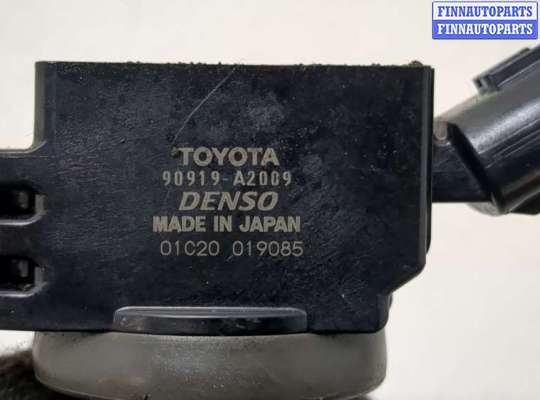 FINNAUTOPARTS
FINNAUTOPARTS
TOYOTA
90919-A2009
DENSO
MADE IN JAPAN
01C20 019085